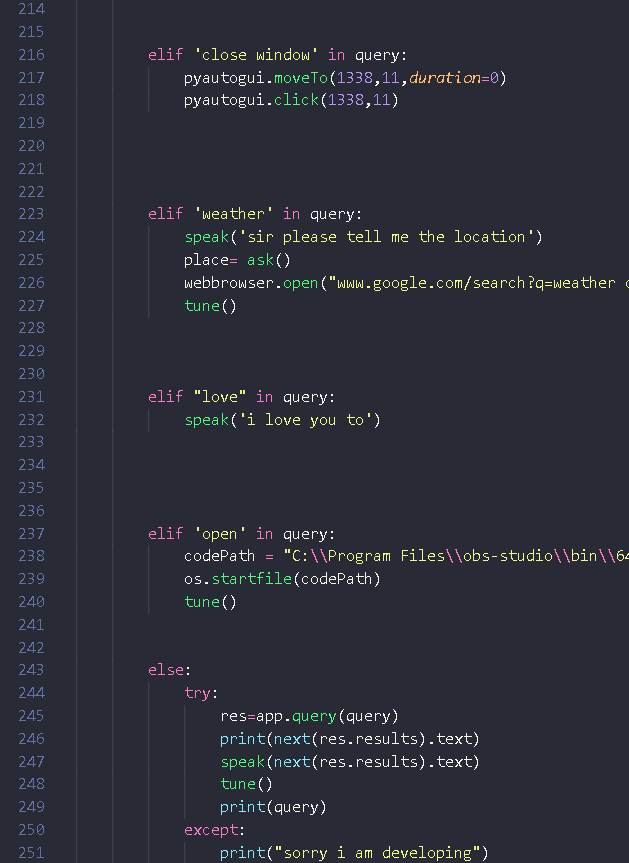 214
215
216 elif 'close window' in query:
217 pyautogui.moveTo(1338,11,duration=0)
218 pyautogui.click(1338,11)
219
220
221
222
223 elif 'weather' in query:
224 speak('sir please tell me the location')
225 place= ask()
226 webbrowser.open("www.google.com/search?q=weather
227 tune()
228
229
230
231 elif "love" in query:
232 speak('i love you to')
233
234
235
236
237 elif 'open' in query:
238 codePath = "C:\\Program Files\\obs-studio\\bin\\64
239 os.startfile(codePath)
240 tune()
241
242
243 else:
244 try:
245 res=app.query(query)
246 print(next(res.results).text)
247 speak(next(res.results).text)
248 tune()
249 print(query)
250 except:
251 print("sorry i am developing")